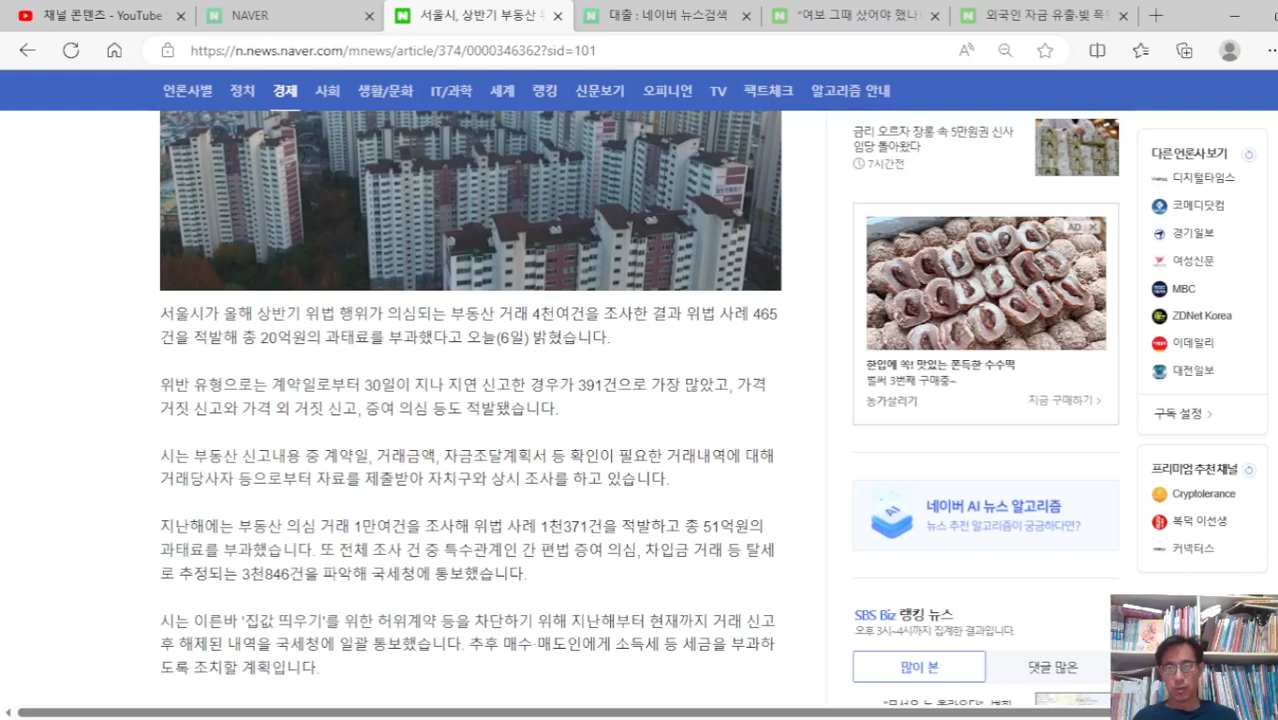 채널 콘텐츠 - YouTube
NAVER
서울시, 상반기 부동산
대출 : 네이버 뉴스검색
"여보 그때 샀어야 했나
외국인 자금 유출·빚 폭
https://n.news.naver.com/mnews/article/374/0000346362?sid=101
언론사별 정치 경제 사회 생활/문화 IT/과학 세계 랭킹 신문보기 오피니언 TV 팩트체크 알고리즘 안내
서울시가 올해 상반기 위법 행위가 의심되는 부동산 거래 4천여건을 조사한 결과 위법 사례 465
건을 적발해 총 20억원의 과태료를 부과했다고 오늘(6일) 밝혔습니다.
위반 유형으로는 계약일로부터 30일이 지나 지연 신고한 경우가 391건으로 가장 많았고, 가격
거짓 신고와 가격 외 거짓 신고, 증여 의심 등도 적발됐습니다.
시는 부동산 신고내용 중 계약일, 거래금액, 자금조달계획서 등 확인이 필요한 거래내역에 대해
거래당사자 등으로부터 자료를 제출받아 자치구와 상시 조사를 하고 있습니다.
지난해에는 부동산 의심 거래 1만여건을 조사해 위법 사례 1천371건을 적발하고 총 51억원의
과태료를 부과했습니다. 또 전체 조사 건 중 특수관계인 간 편법 증여 의심, 차입금 거래 등 탈세
로 추정되는 3천846건을 파악해 국세청에 통보했습니다.
시는 이른바 '집값 띄우기'를 위한 허위계약 등을 차단하기 위해 지난해부터 현재까지 거래 신고
후 해제된 내역을 국세청에 일괄 통보했습니다. 추후 매수·매도인에게 소득세 등 세금을 부과하
도록 조치할 계획입니다.
금리 오르자 장롱 속 5만원권 신사
임당 돌아왔다
7시간전
AD
한입에 쏙! 맛있는 쫀득한 수수떡
벌써 3번째 구매중~
농가살리기
지금 구매하기 >
네이버 AI 뉴스 알고리즘
뉴스 추천 알고리즘이 궁금하다면?
SBS Biz 랭킹 뉴스
오후 3시~4시까지 집계한 결과입니다.
많이 본
댓글 많은
다른 언론사 보기
디지털타임스
코메디닷컴
경기일보
여성신문
MBC
ZDNet Korea
이데일리
대전일보
구독 설정 >
프리미엄 추천 채널
Cryptolerance
복덕 이선생
커넥터스